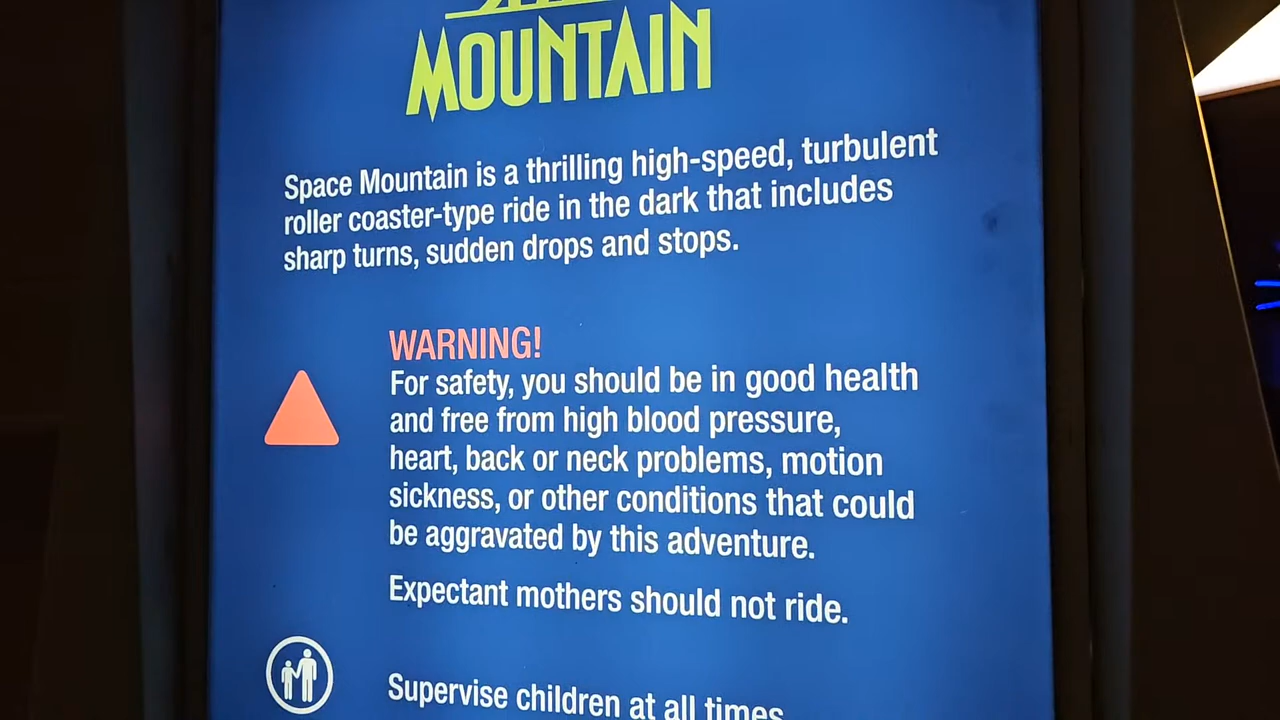 MOUNTAIN
Space Mountain is a thrilling high-speed, turbulent
roller coaster-type ride in the dark that includes
sharp turns, sudden drops and stops.
WARNING!
For safety, you should be in good health
and free from high blood pressure,
heart, back or neck problems, motion
sickness, or other conditions that could
be aggravated by this adventure.
Expectant mothers should not ride.
Supervise children at all times